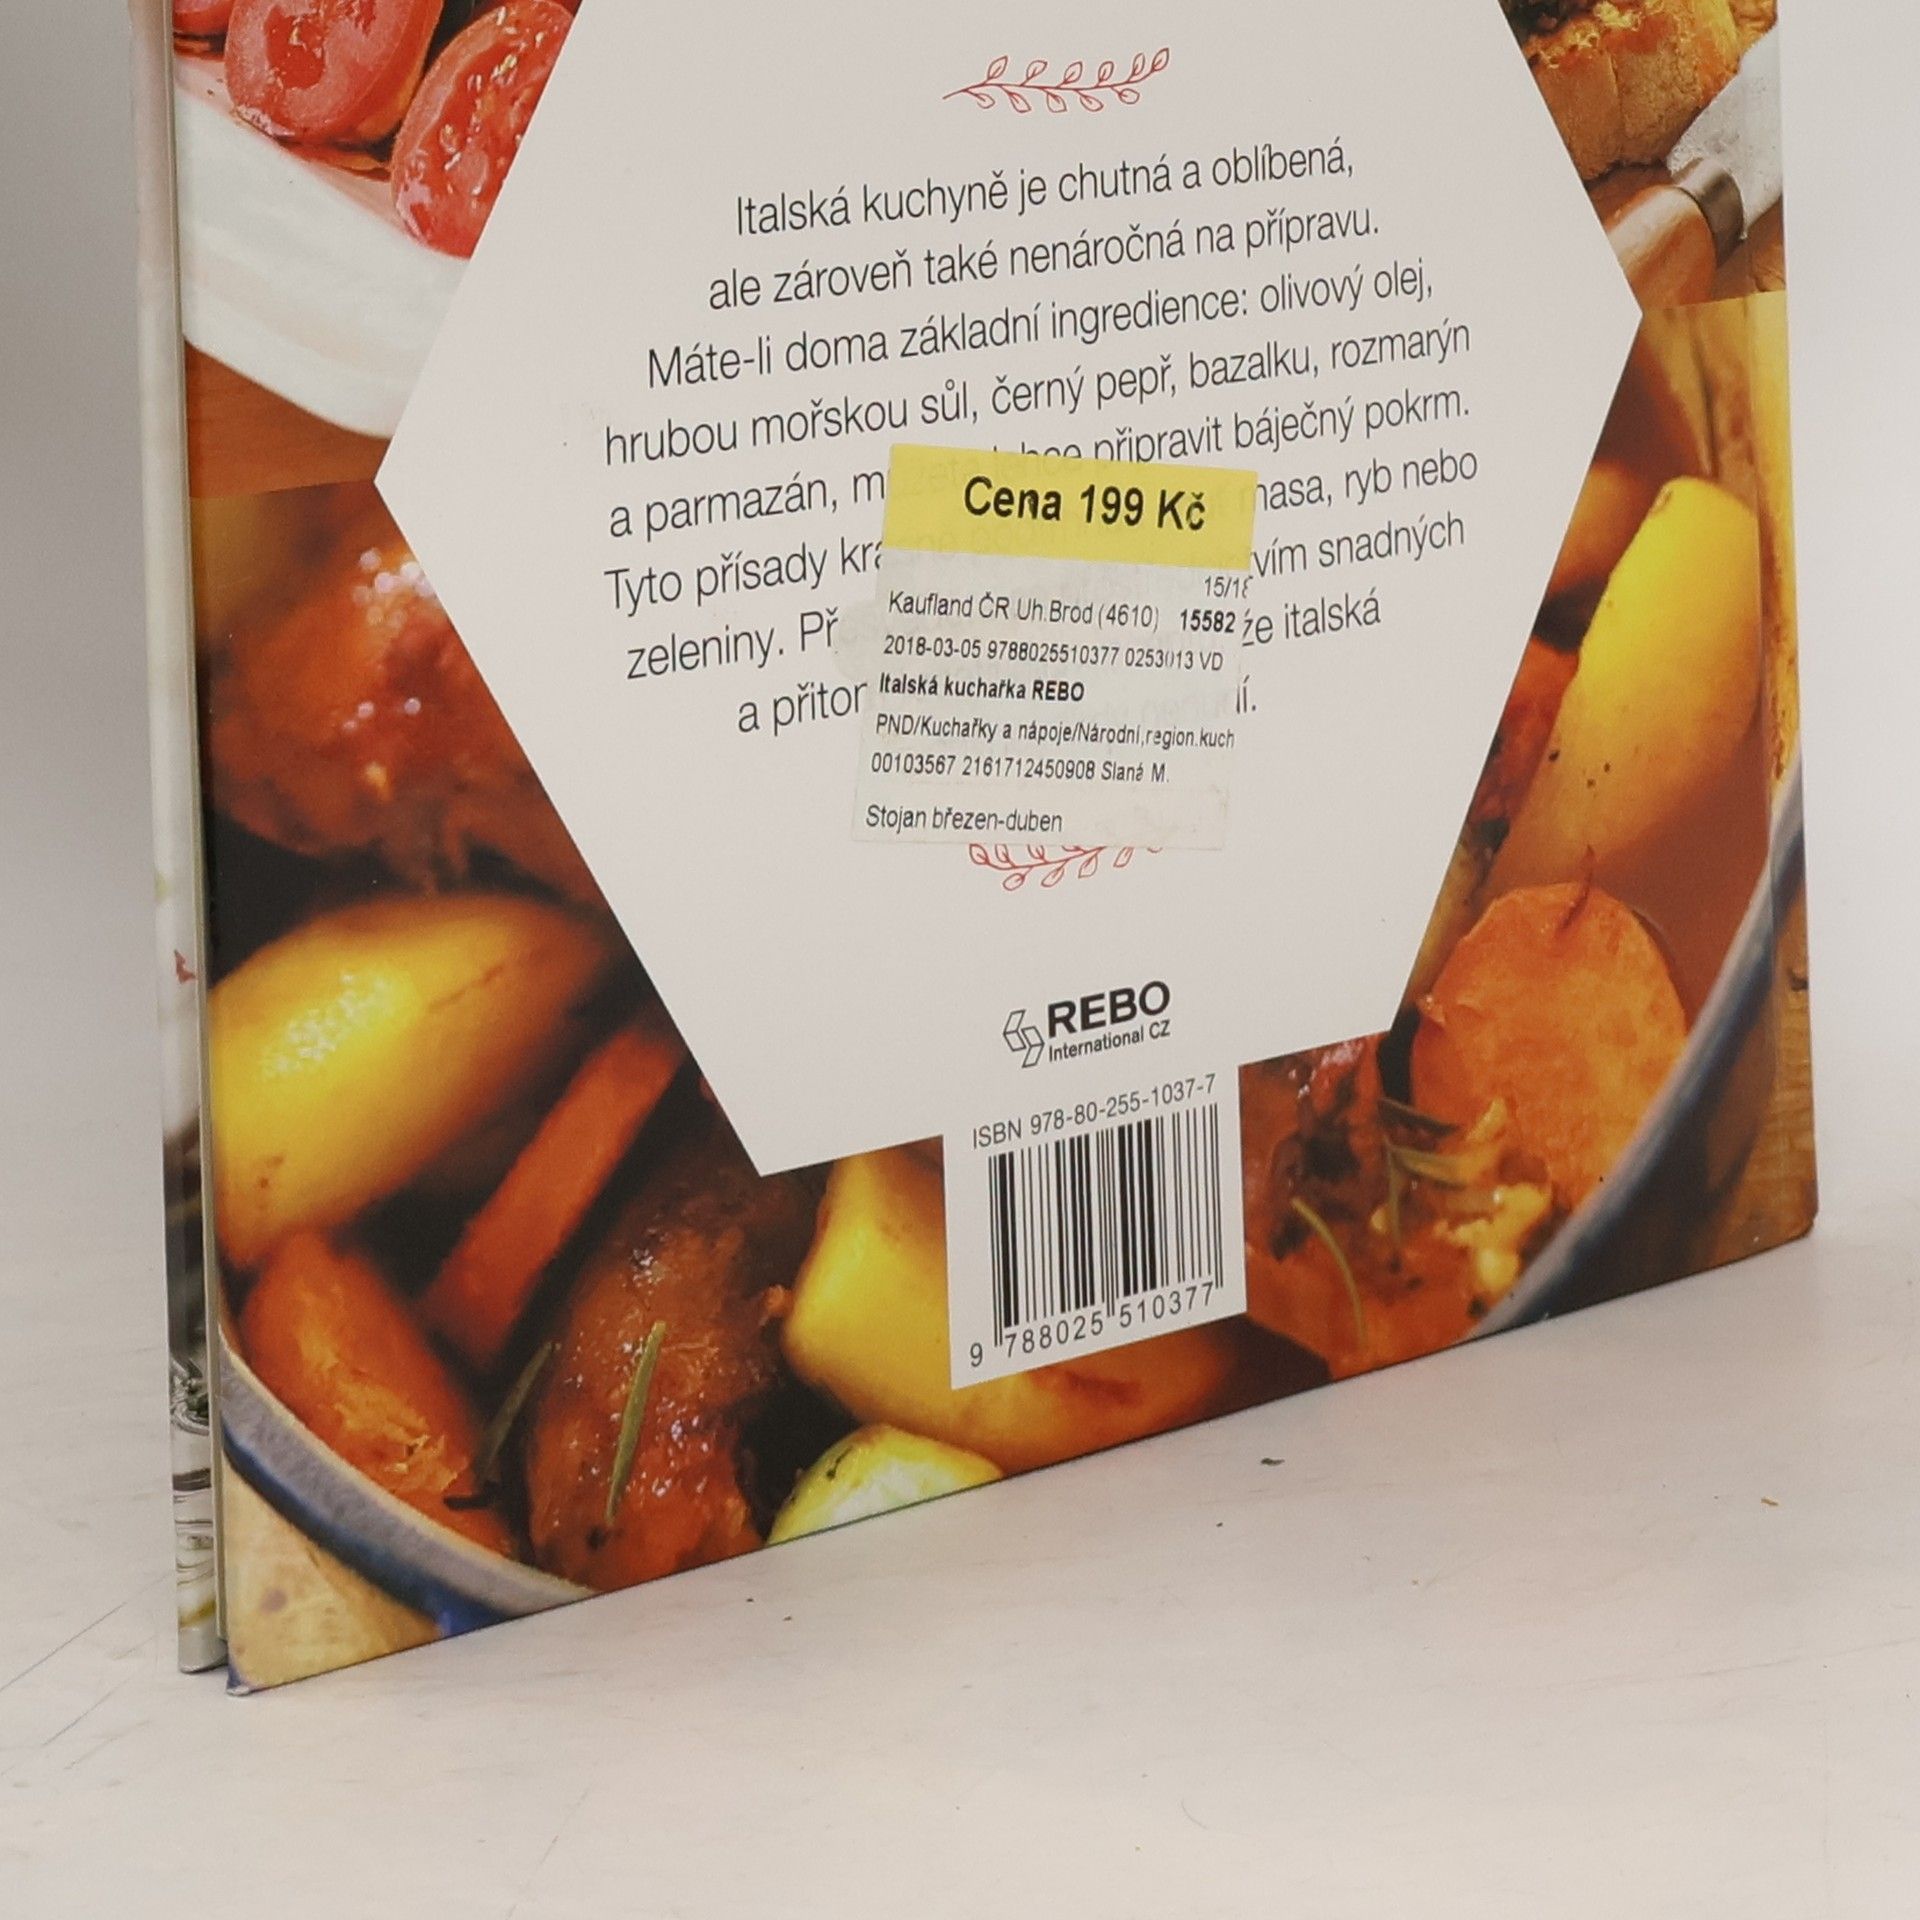 Italská kuchyně je chutná a oblíbená,
ale zároveň také nenáročná na přípravu.
Máte-li doma základní ingredience: olivový olej,
hrubou mořskou sůl, černý pepř, bazalku, rozmarýn
a parmazán, připravit báječný pokrm.
Tyto přísady masa, ryb nebo
zeleniny. snadných
že italská
a
Cena 199 Kč
15/18
Kaufland ČR Uh.Brod (4610) 15582
2018-03-05 9788025510377 0253013 VD
Italská kuchařka REBO
PND/Kuchařky a nápoje/Národní,region.kuch
00103567 2161712450908 Slaná M.
Stojan březen-duben
REBO
International CZ
ISBN 978-80-255-1037-7
9 788025 510377